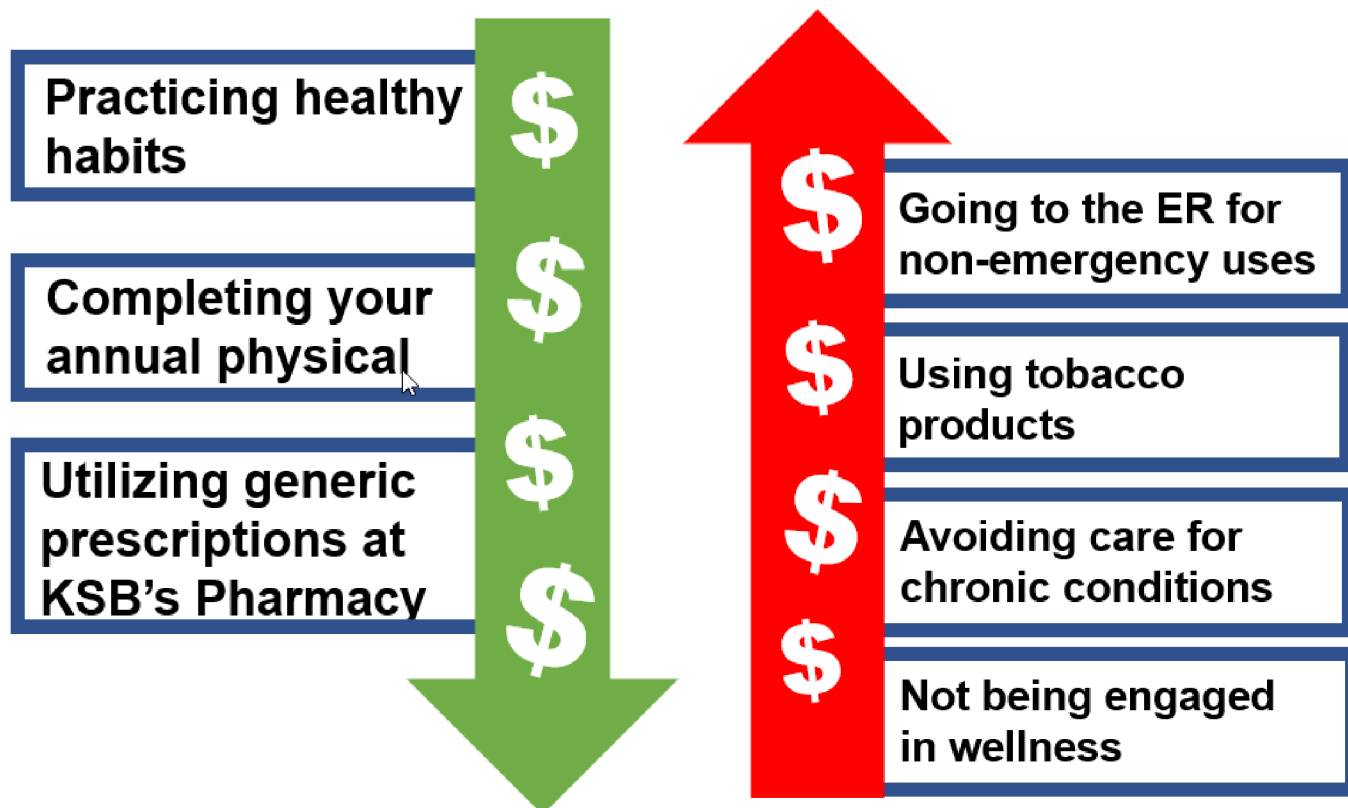 Practicing healthy
habits
Completing your
annual physical
Utilizing generic
prescriptions at
KSB's Pharmacy
$
$
$
$
$
$
$
$
Going to the ER for
non-emergency uses
Using tobacco
products
Avoiding care for
chronic conditions
Not being engaged
in wellness